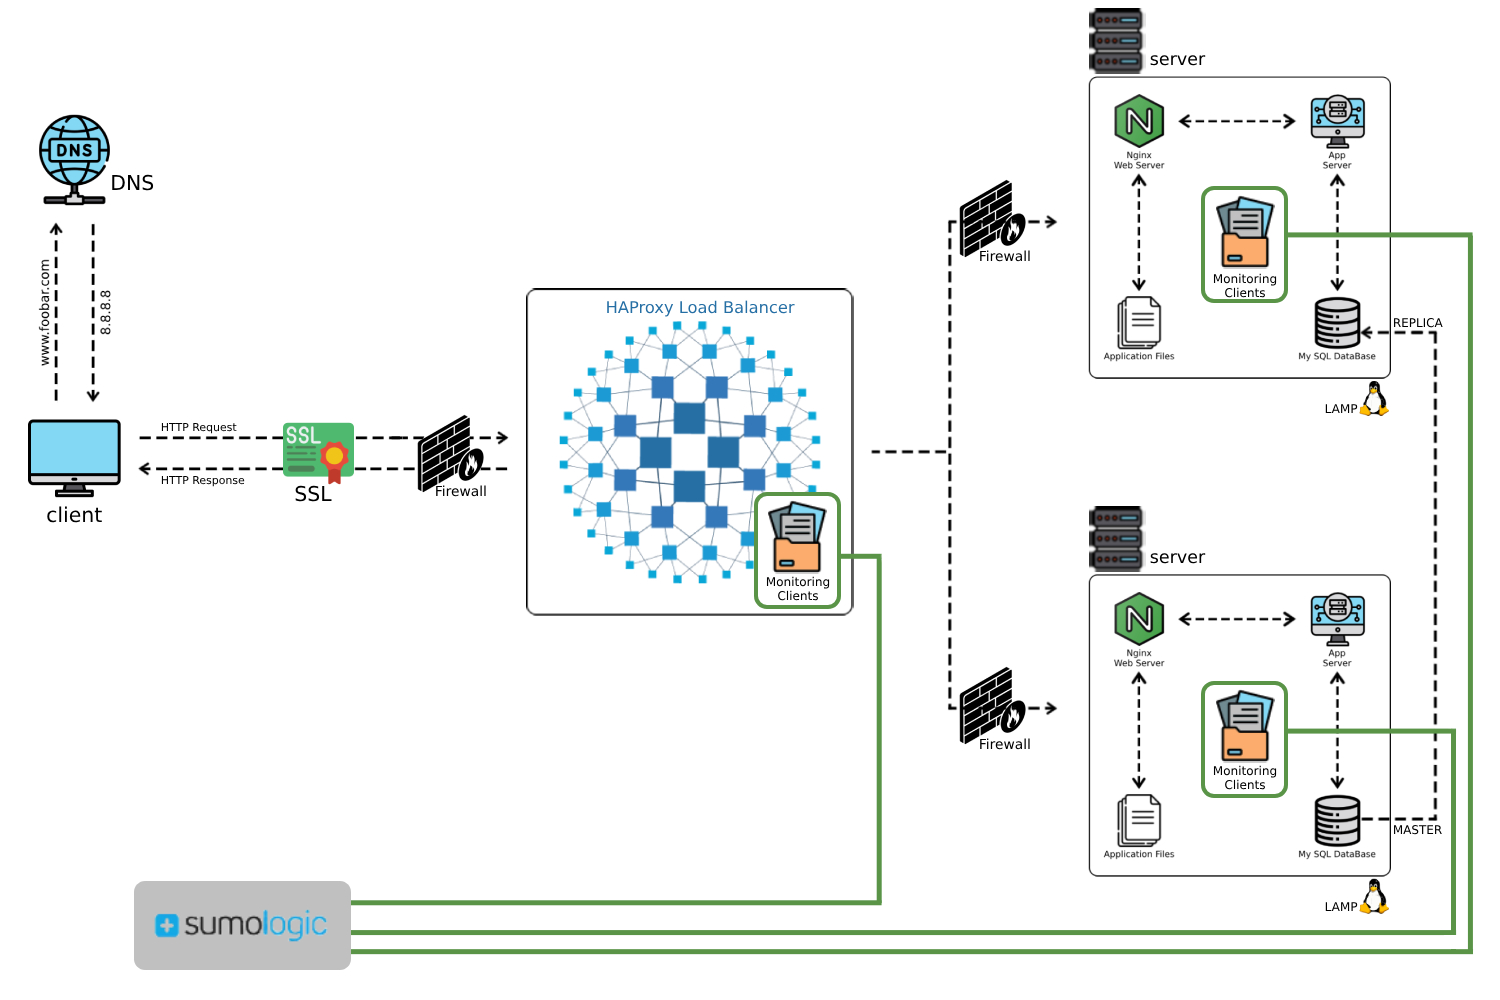 server
Nginx
Web Server
App
Server
Monitoring
Clients
Application Files
My SQL DataBase
REPLICA
LAMP
DNS
DNS
www.foobar.com
8.8.8.8
client
HTTP Request
HTTP Response
SSL
SSL
Firewall
HAProxy Load Balancer
Monitoring
Clients
Firewall
Firewall
server
Nginx
Web Server
App
Server
Monitoring
Clients
Application Files
My SQL DataBase
MASTER
LAMP
sumologic